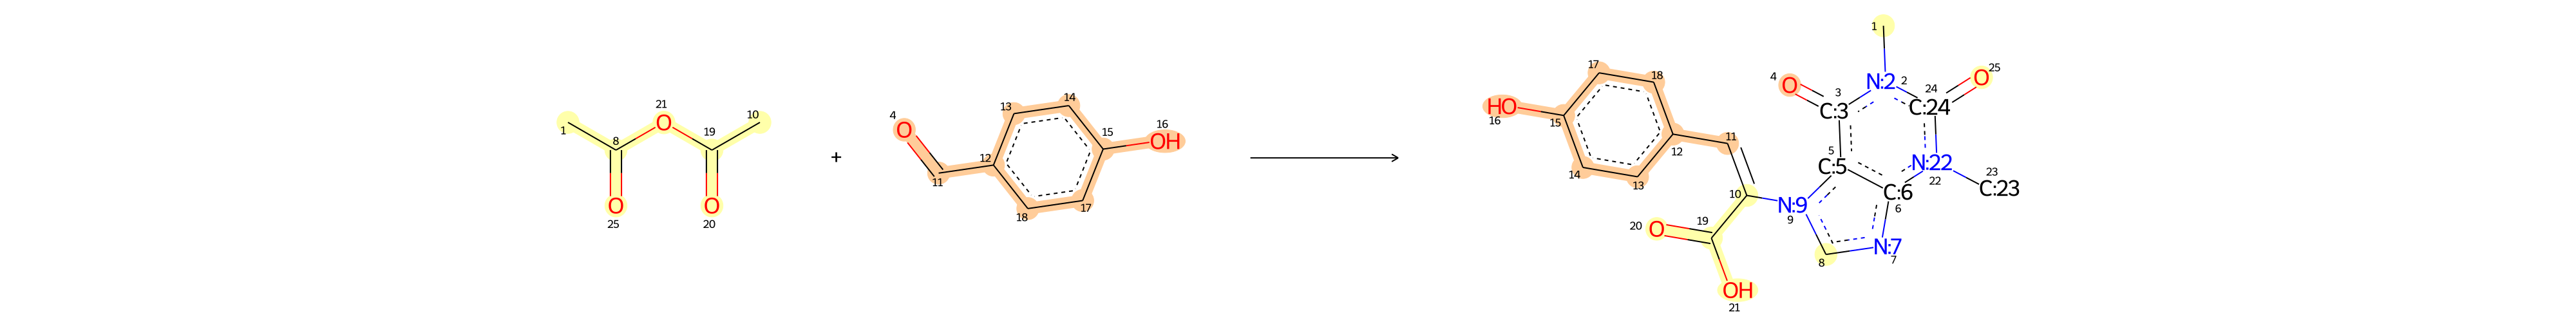 1 8 O:25 O 21 19 O 20 10
+
4 O 11 12 13 14 15 OH 16 17 18
HO 16 15 17 18 14 13 12 11 10 19 O 20 OH 21
1 N:2 2 C:3 3 O 4 C:24 24 O 25 C:5 5 C:6 6 N:22 22 C:23 23 N:9 9 8 N:7 7